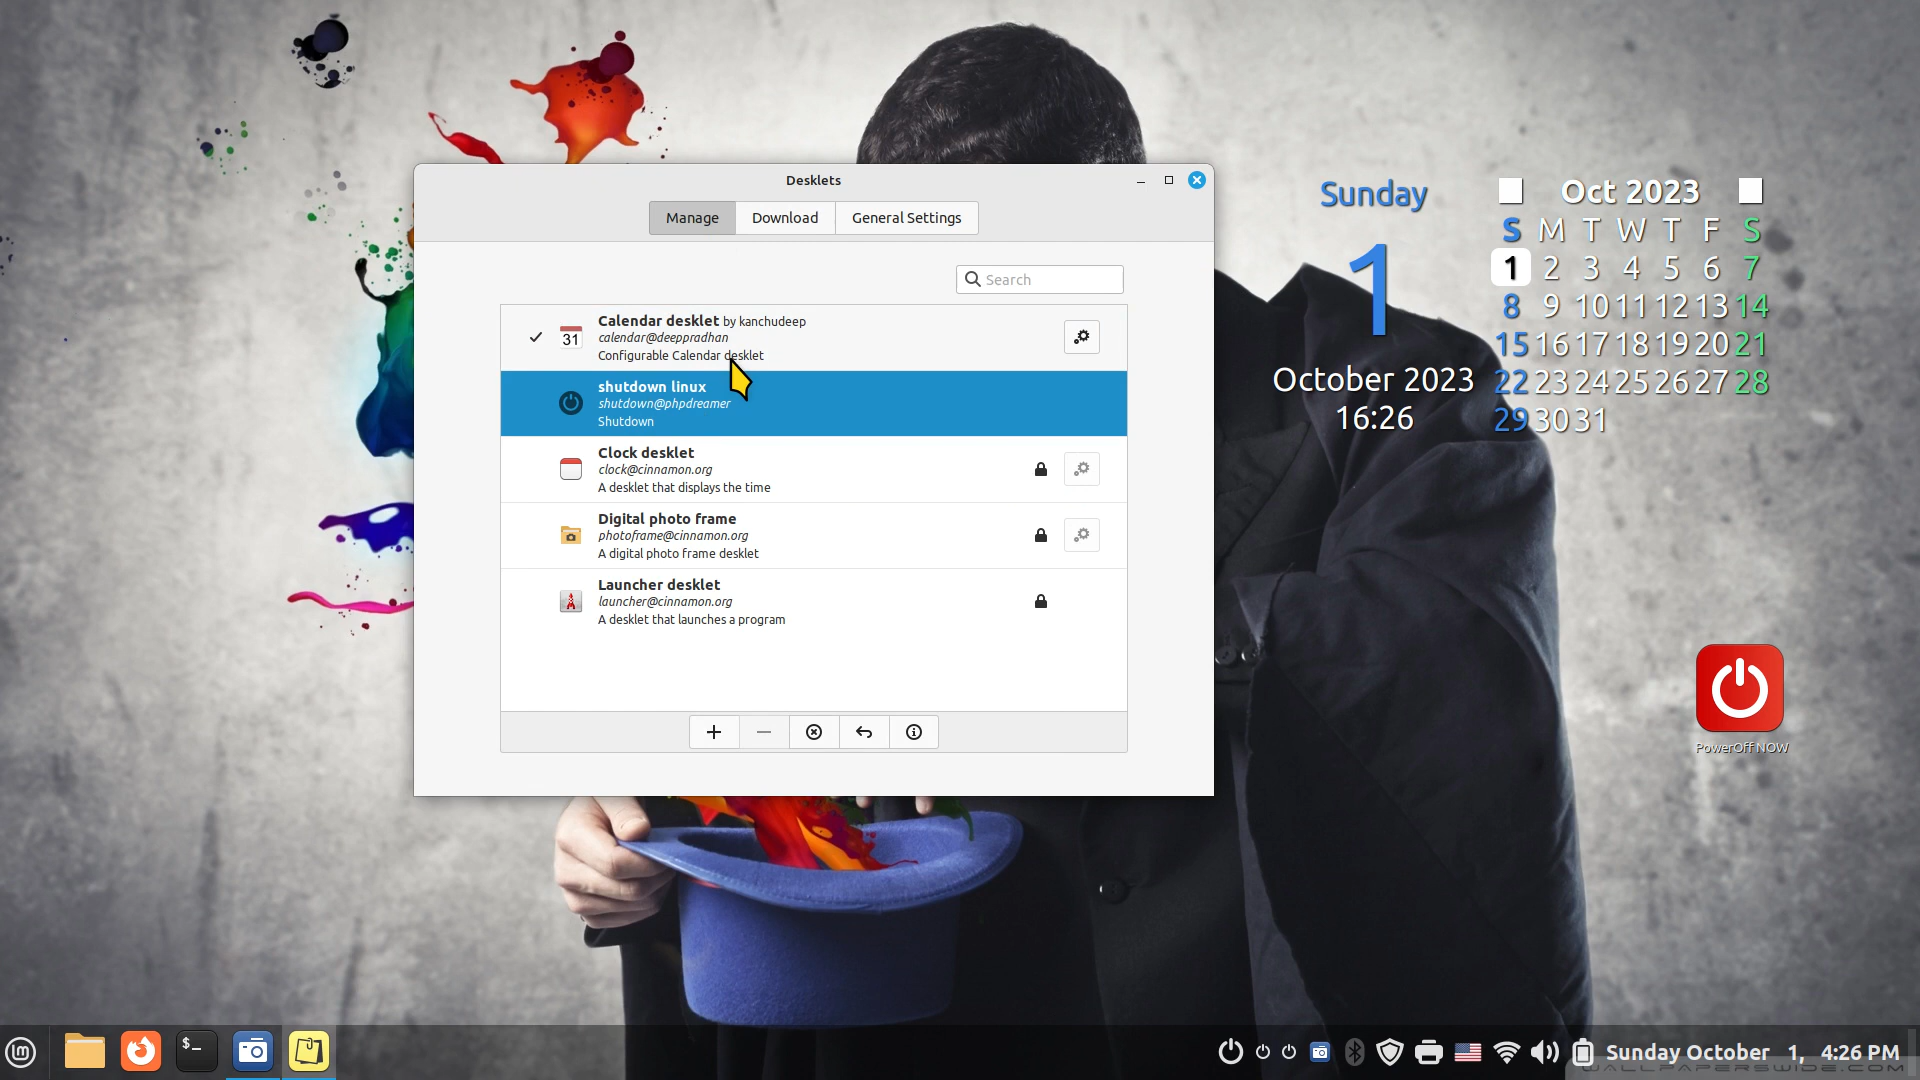 Desklets
Manage Download General Settings
Search
31
Calendar desklet by kanchudeep
calendar@deeppradhan
Configurable Calendar desklet
shutdown linux
shutdown@phpdreamer
Shutdown
Clock desklet
clock@cinnamon.org
A desklet that displays the time
Digital photo frame
photoframe@cinnamon.org
A digital photo frame desklet
Launcher desklet
launcher@cinnamon.org
A desklet that launches a program
Sunday
1
October 2023
16:26
Oct 2023
S M T W T F S
1 2 3 4 5 6 7
8 9 10 11 12 13 14
15 16 17 18 19 20 21
22 23 24 25 26 27 28
29 30 31
PowerOff NOW
$_
Sunday October 1, 4:26 PM
WALLPAPERSWIDE.COM